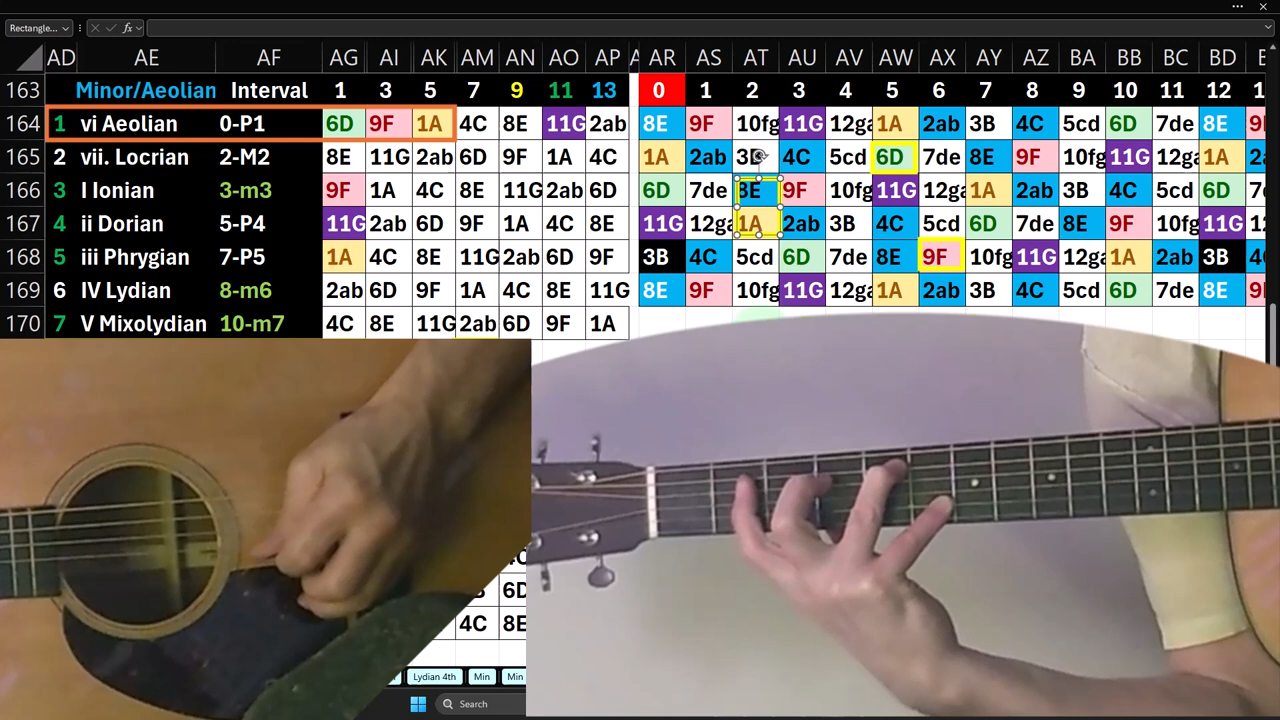 Rectangle...
fx
AD AE AF AG AI AK AM AN AO AP A AR AS AT AU AV AW AX AY AZ BA BB BC BD B
163 Minor/Aeolian Interval 1 3 5 7 9 11 13 0 1 2 3 4 5 6 7 8 9 10 11 12 1
164 1 vi Aeolian 0-P1 6D 9F 1A 4C 8E 11G 2ab 8E 9F 10fg 11G 12ga 1A 2ab 3B 4C 5cd 6D 7de 8E 9
165 2 vii. Locrian 2-M2 8E 11G 2ab 6D 9F 1A 4C 1A 2ab 4C 5cd 6D 7de 8E 9F 10fg 11G 12ga 1A 2
166 3 I Ionian 3-m3 9F 1A 4C 8E 11G 2ab 6D 6D 7de 8E 9F 10fg 11G 12ga 1A 2ab 3B 4C 5cd 6D 7
167 4 ii Dorian 5-P4 11G 2ab 6D 9F 1A 4C 8E 11G 12ga 1A 2ab 3B 4C 5cd 6D 7de 8E 9F 10fg 11G 12
168 5 iii Phrygian 7-P5 1A 4C 8E 11G 2ab 6D 9F 3B 4C 5cd 6D 7de 8E 9F 10fg 11G 12ga 1A 2ab 3B 4
169 6 IV Lydian 8-m6 2ab 6D 9F 1A 4C 8E 11G 8E 9F 10fg 11G 12ga 1A 2ab 3B 4C 5cd 6D 7de 8E 9
170 7 V Mixolydian 10-m7 4C 8E 11G 2ab 6D 9F 1A
6D
4C 8E
Lydian 4th Min Min
Search